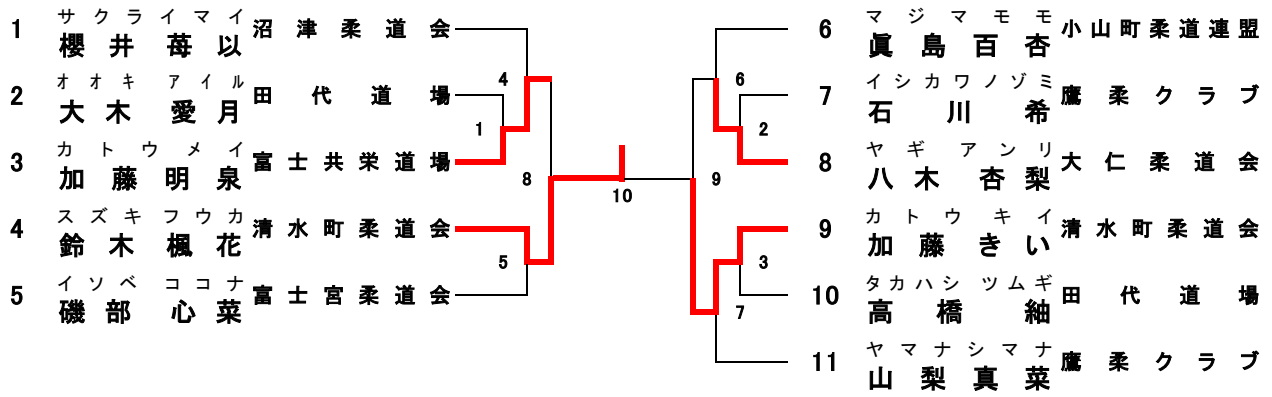 サクライマイ
1 櫻井苺以 沼津柔道会
オオキ アイル
2 大木愛月 田代道場
カトウメイ
3 加藤明泉 富士共栄道場
スズキ フウカ
4 鈴木楓花 清水町柔道会
イソベ ココナ
5 磯部心菜 富士宮柔道会
4
1
8
5
10
マジマモモ
6 眞島百杏 小山町柔道連盟
イシカワノゾミ
7 石川希 鷹柔クラブ
ヤギ アンリ
8 八木杏梨 大仁柔道会
カトウ キイ
9 加藤きい 清水町柔道会
タカハシ ツムギ
10 高橋紬 田代道場
ヤマナシマナ
11 山梨真菜 鷹柔クラブ
6
2
9
3
7